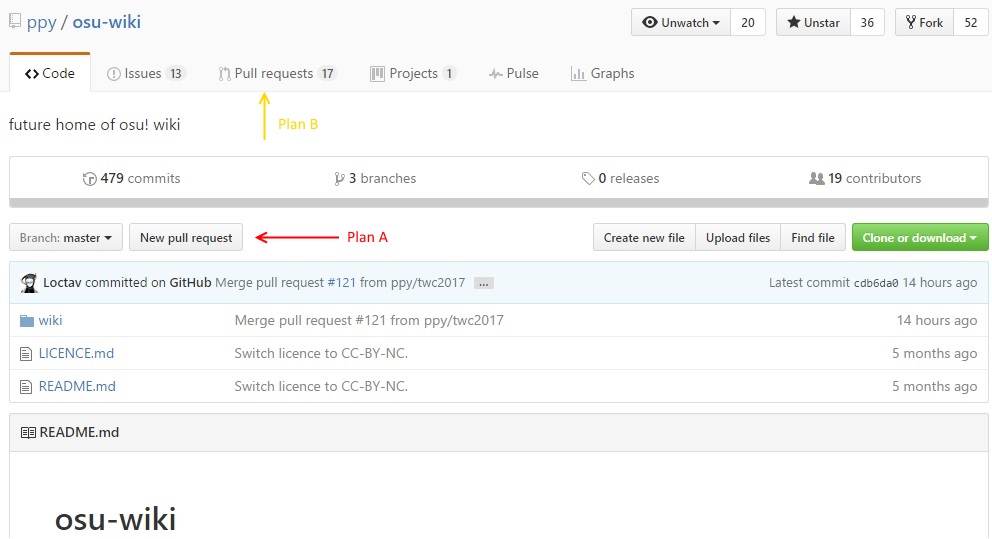 ppy / osu-wiki Unwatch 20 Unstar 36 Fork 52
Code Issues 13 Pull requests 17 Projects 1 Pulse Graphs
Plan B
future home of osu! wiki
479 commits 3 branches 0 releases 19 contributors
Branch: master New pull request Plan A Create new file Upload files Find file Clone or download
Loctav committed on GitHub Merge pull request #121 from ppy/twc2017 ... Latest commit cdb6da0 14 hours ago
wiki Merge pull request #121 from ppy/twc2017 14 hours ago
LICENCE.md Switch licence to CC-BY-NC. 5 months ago
README.md Switch licence to CC-BY-NC. 5 months ago
README.md
osu-wiki